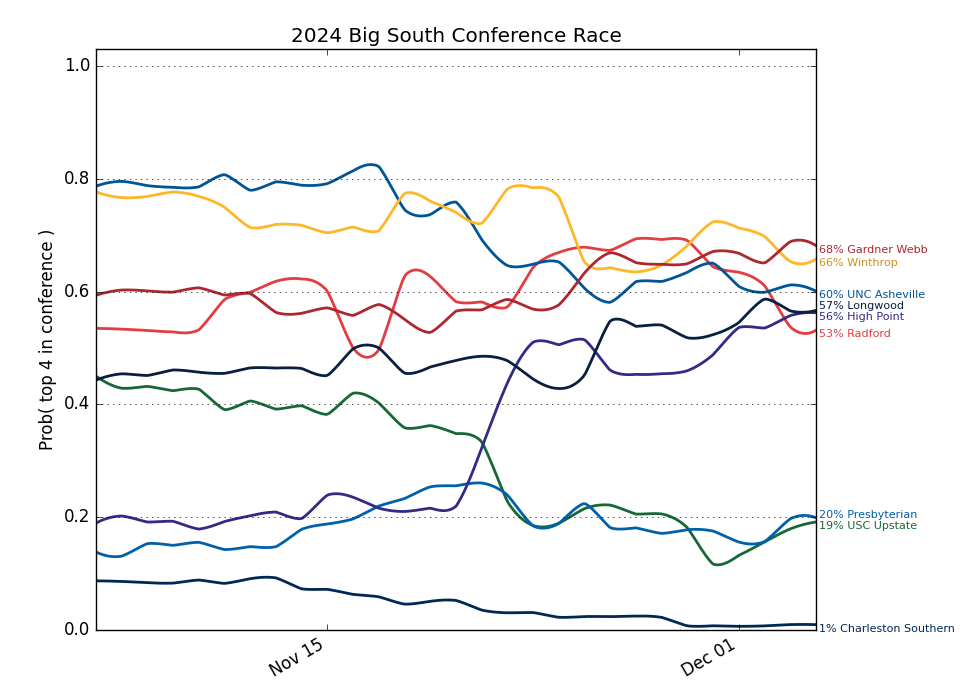 2024 Big South Conference Race
Prob( top 4 in conference )
1.0
0.8
0.6
0.4
0.2
0.0
Nov 15
Dec 01
68% Gardner Webb
66% Winthrop
60% UNC Asheville
57% Longwood
56% High Point
53% Radford
20% Presbyterian
19% USC Upstate
1% Charleston Southern